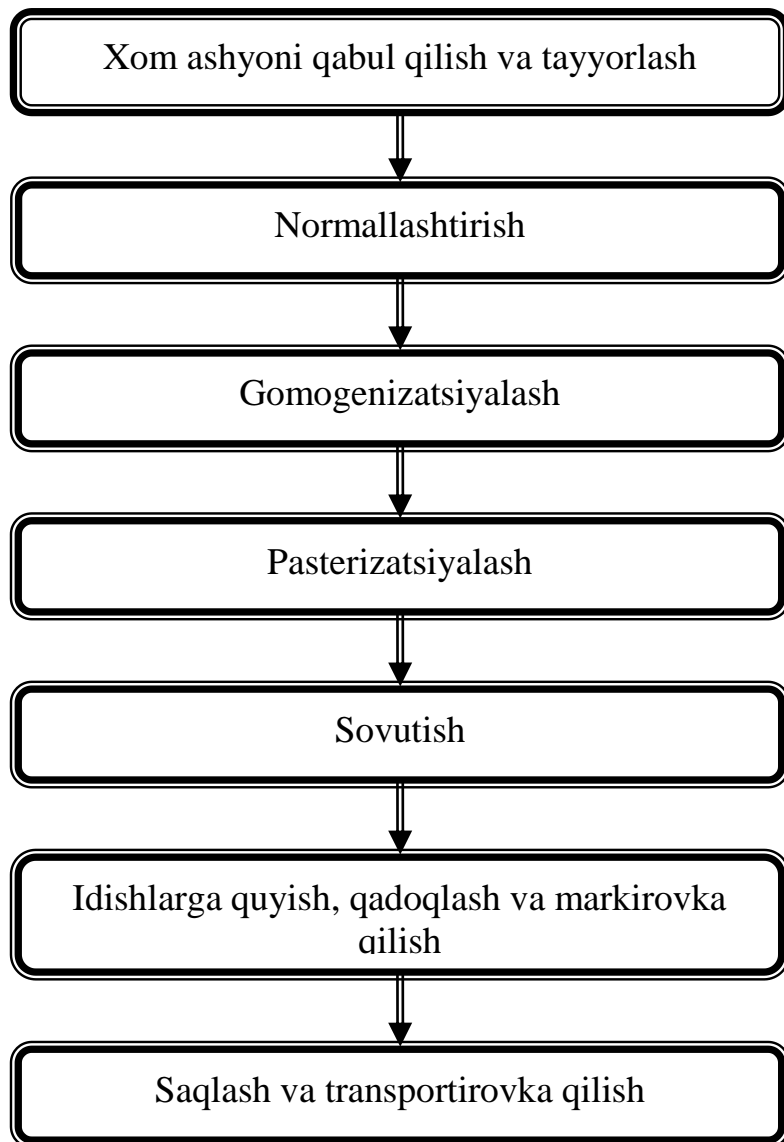 Xom ashyoni qabul qilish va tayyorlash
Normallashtirish
Gomogenizatsiyalash
Pasterizatsiyalash
Sovutish
Idishlarga quyish, qadoqlash va markirovka
qilish
Saqlash va transportirovka qilish